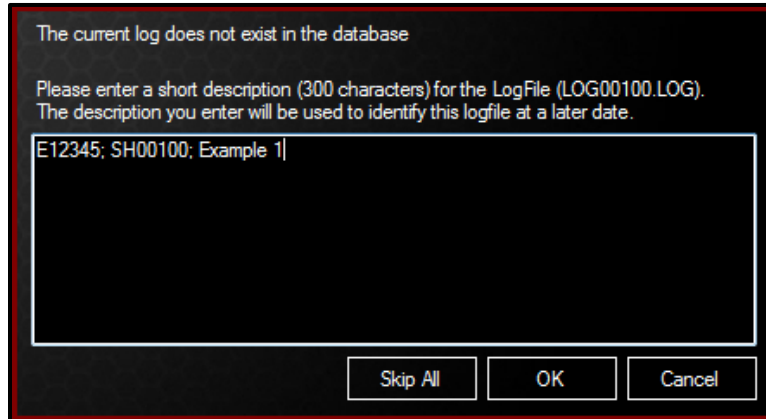 The current log does not exist in the database
Please enter a short description (300 characters) for the LogFile (LOG00100.LOG).
The description you enter will be used to identify this logfile at a later date.
E12345; SH00100; Example 1
Skip All
OK
Cancel